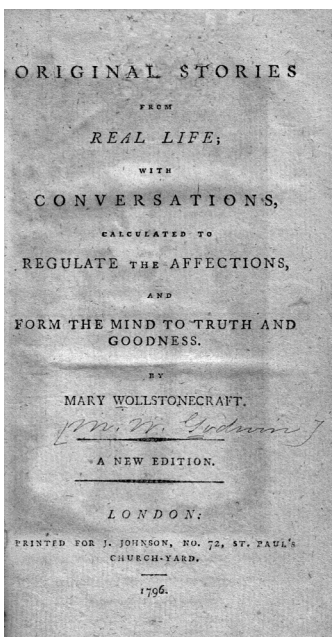 ORIGINAL STORIES
FROM
REAL LIFE;
WITH
CONVERSATIONS,
CALCULATED TO
REGULATE THE AFFECTIONS,
AND
FORM THE MIND TO TRUTH AND
GOODNESS.
BY
MARY WOLLSTONECRAFT.
[M. W. Godwin]
A NEW EDITION.
LONDON:
PRINTED FOR J. JOHNSON, NO. 72, ST. PAUL'S
CHURCH-YARD.
1796.